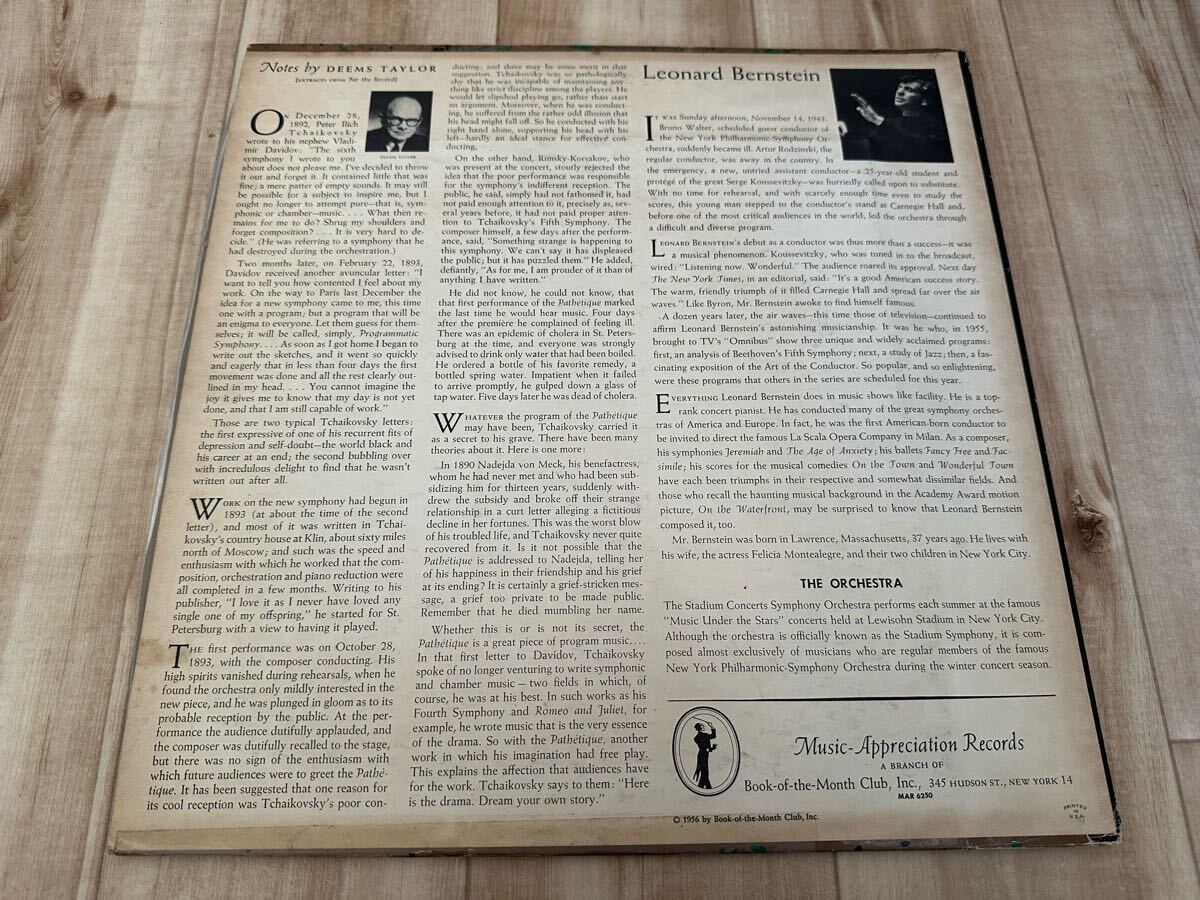 Notes by DEEMS TAYLOR
[EXTRACTS FROM For the Record]
DEEMS TAYLOR
ON December 28,
1892, Peter Ilich
Tchaikovsky
wrote to his nephew Vladi-
mir Davidov: "The sixth
symphony I wrote to you
about does not please me. I've decided to throw
it out and forget it. It contained little that was
fine; a mere patter of empty sounds. It may still
be possible for a subject to inspire me, but I
ought no longer to attempt pure—that is, sym-
phonic or chamber—music. . . . What then re-
mains for me to do? Shrug my shoulders and
forget composition? . . . It is very hard to de-
cide." (He was referring to a symphony that he
had destroyed during the orchestration.)
Two months later, on February 22, 1893,
Davidov received another avuncular letter: "I
want to tell you how contented I feel about my
work. On the way to Paris last December the
idea for a new symphony came to me, this time
one with a program; but a program that will be
an enigma to everyone. Let them guess for them-
selves; it will be called, simply, Programmatic
Symphony. . . . As soon as I got home I began to
write out the sketches, and it went so quickly
and eagerly that in less than four days the first
movement was done and all the rest clearly out-
lined in my head. . . . You cannot imagine the
joy it gives me to know that my day is not yet
done, and that I am still capable of work."
Those are two typical Tchaikovsky letters:
the first expressive of one of his recurrent fits of
depression and self-doubt—the world black and
his career at an end; the second bubbling over
with incredulous delight to find that he wasn't
written out after all.
WORK on the new symphony had begun in
1893 (at about the time of the second
letter), and most of it was written in Tchai-
kovsky's country house at Klin, about sixty miles
north of Moscow; and such was the speed and
enthusiasm with which he worked that the com-
position, orchestration and piano reduction were
all completed in a few months. Writing to his
publisher, "I love it as I never have loved any
single one of my offspring," he started for St.
Petersburg with a view to having it played.
THE first performance was on October 28,
1893, with the composer conducting. His
high spirits vanished during rehearsals, when he
found the orchestra only mildly interested in the
new piece, and he was plunged in gloom as to its
probable reception by the public. At the per-
formance the audience dutifully applauded, and
the composer was dutifully recalled to the stage,
but there was no sign of the enthusiasm with
which future audiences were to greet the Pathé-
tique. It has been suggested that one reason for
its cool reception was Tchaikovsky's poor con-
ducting; and there may be some merit in that
suggestion. Tchaikovsky was so pathologically
shy that he was incapable of maintaining any-
thing like strict discipline among the players. He
would let slipshod playing go, rather than start
an argument. Moreover, when he was conduct-
ing, he suffered from the rather odd illusion that
his head might fall off. So he conducted with his
right hand alone, supporting his head with his
left—hardly an ideal stance for effective con-
ducting.
On the other hand, Rimsky-Korsakov, who
was present at the concert, stoutly rejected the
idea that the poor performance was responsible
for the symphony's indifferent reception. The
public, he said, simply had not fathomed it, had
not paid enough attention to it, precisely as, sev-
eral years before, it had not paid proper atten-
tion to Tchaikovsky's Fifth Symphony. The
composer himself, a few days after the perform-
ance, said, "Something strange is happening to
this symphony. We can't say it has displeased
the public; but it has puzzled them." He added,
defiantly, "As for me, I am prouder of it than of
anything I have written."
He did not know, he could not know, that
that first performance of the Pathétique marked
the last time he would hear music. Four days
after the première he complained of feeling ill.
There was an epidemic of cholera in St. Peters-
burg at the time, and everyone was strongly
advised to drink only water that had been boiled.
He ordered a bottle of his favorite remedy, a
bottled spring water. Impatient when it failed
to arrive promptly, he gulped down a glass of
tap water. Five days later he was dead of cholera.
WHATEVER the program of the Pathétique
may have been, Tchaikovsky carried it
as a secret to his grave. There have been many
theories about it. Here is one more:
In 1890 Nadejda von Meck, his benefactress,
whom he had never met and who had been sub-
sidizing him for thirteen years, suddenly with-
drew the subsidy and broke off their strange
relationship in a curt letter alleging a fictitious
decline in her fortunes. This was the worst blow
of his troubled life, and Tchaikovsky never quite
recovered from it. Is it not possible that the
Pathétique is addressed to Nadejda, telling her
of his happiness in their friendship and his grief
at its ending? It is certainly a grief-stricken mes-
sage, a grief too private to be made public.
Remember that he died mumbling her name.
Whether this is or is not its secret, the
Pathétique is a great piece of program music. . . .
In that first letter to Davidov, Tchaikovsky
spoke of no longer venturing to write symphonic
and chamber music — two fields in which, of
course, he was at his best. In such works as his
Fourth Symphony and Romeo and Juliet, for
example, he wrote music that is the very essence
of the drama. So with the Pathétique, another
work in which his imagination had free play.
This explains the affection that audiences have
for the work. Tchaikovsky says to them: "Here
is the drama. Dream your own story."
Leonard Bernstein
IT WAS Sunday afternoon, November 14, 1943.
Bruno Walter, scheduled guest conductor of
the New York Philharmonic-Symphony Or-
chestra, suddenly became ill. Artur Rodzinski, the
regular conductor, was away in the country. In
the emergency, a new, untried assistant conductor—a 25-year-old student and
protégé of the great Serge Koussevitzky—was hurriedly called upon to substitute.
With no time for rehearsal, and with scarcely enough time even to study the
scores, this young man stepped to the conductor's stand at Carnegie Hall and,
before one of the most critical audiences in the world, led the orchestra through
a difficult and diverse program.
LEONARD BERNSTEIN'S debut as a conductor was thus more than a success—it was
a musical phenomenon. Koussevitzky, who was tuned in to the broadcast,
wired: "Listening now. Wonderful." The audience roared its approval. Next day
The New York Times, in an editorial, said: "It's a good American success story.
The warm, friendly triumph of it filled Carnegie Hall and spread far over the air
waves." Like Byron, Mr. Bernstein awoke to find himself famous.
A dozen years later, the air waves—this time those of television—continued to
affirm Leonard Bernstein's astonishing musicianship. It was he who, in 1955,
brought to TV's "Omnibus" show three unique and widely acclaimed programs:
first, an analysis of Beethoven's Fifth Symphony; next, a study of Jazz; then, a fas-
cinating exposition of the Art of the Conductor. So popular, and so enlightening,
were these programs that others in the series are scheduled for this year.
EVERYTHING Leonard Bernstein does in music shows like facility. He is a top-
rank concert pianist. He has conducted many of the great symphony orches-
tras of America and Europe. In fact, he was the first American-born conductor to
be invited to direct the famous La Scala Opera Company in Milan. As a composer,
his symphonies Jeremiah and The Age of Anxiety; his ballets Fancy Free and Fac-
simile; his scores for the musical comedies On the Town and Wonderful Town
have each been triumphs in their respective and somewhat dissimilar fields. And
those who recall the haunting musical background in the Academy Award motion
picture, On the Waterfront, may be surprised to know that Leonard Bernstein
composed it, too.
Mr. Bernstein was born in Lawrence, Massachusetts, 37 years ago. He lives with
his wife, the actress Felicia Montealegre, and their two children in New York City.
THE ORCHESTRA
The Stadium Concerts Symphony Orchestra performs each summer at the famous
"Music Under the Stars" concerts held at Lewisohn Stadium in New York City.
Although the orchestra is officially known as the Stadium Symphony, it is com-
posed almost exclusively of musicians who are regular members of the famous
New York Philharmonic-Symphony Orchestra during the winter concert season.
Music-Appreciation Records
A BRANCH OF
Book-of-the-Month Club, Inc., 345 HUDSON ST., NEW YORK 14
MAR 6250
© 1956 by Book-of-the-Month Club, Inc.
PRINTED
IN
U.S.A.